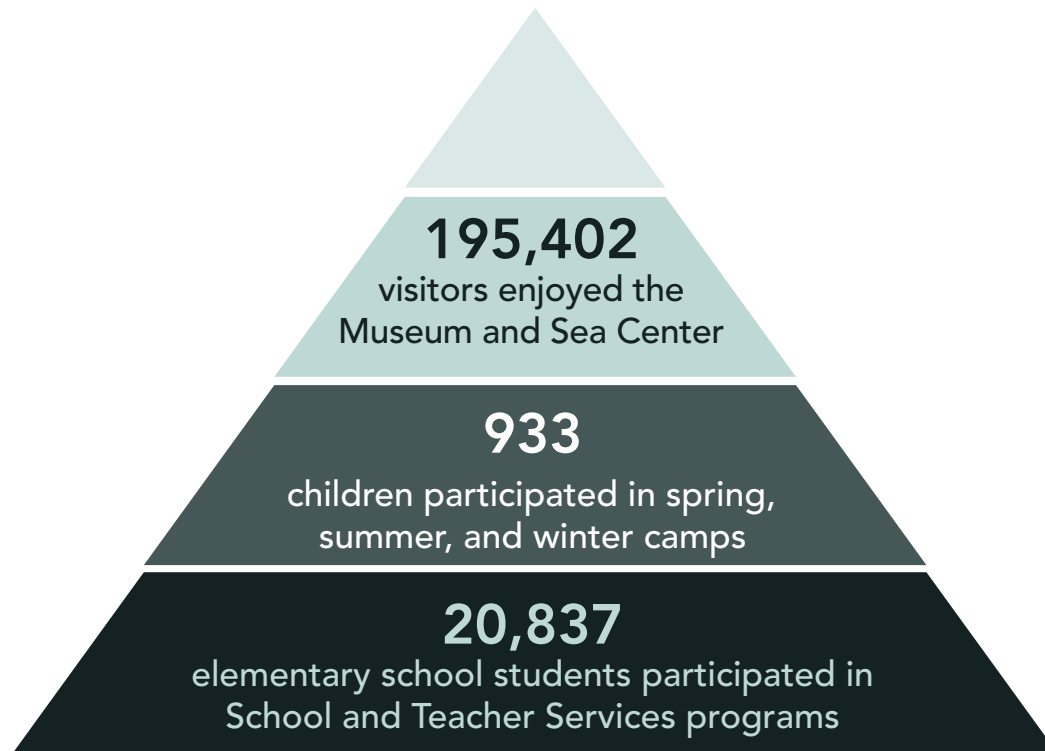 195,402
visitors enjoyed the
Museum and Sea Center
933
children participated in spring,
summer, and winter camps
20,837
elementary school students participated in
School and Teacher Services programs